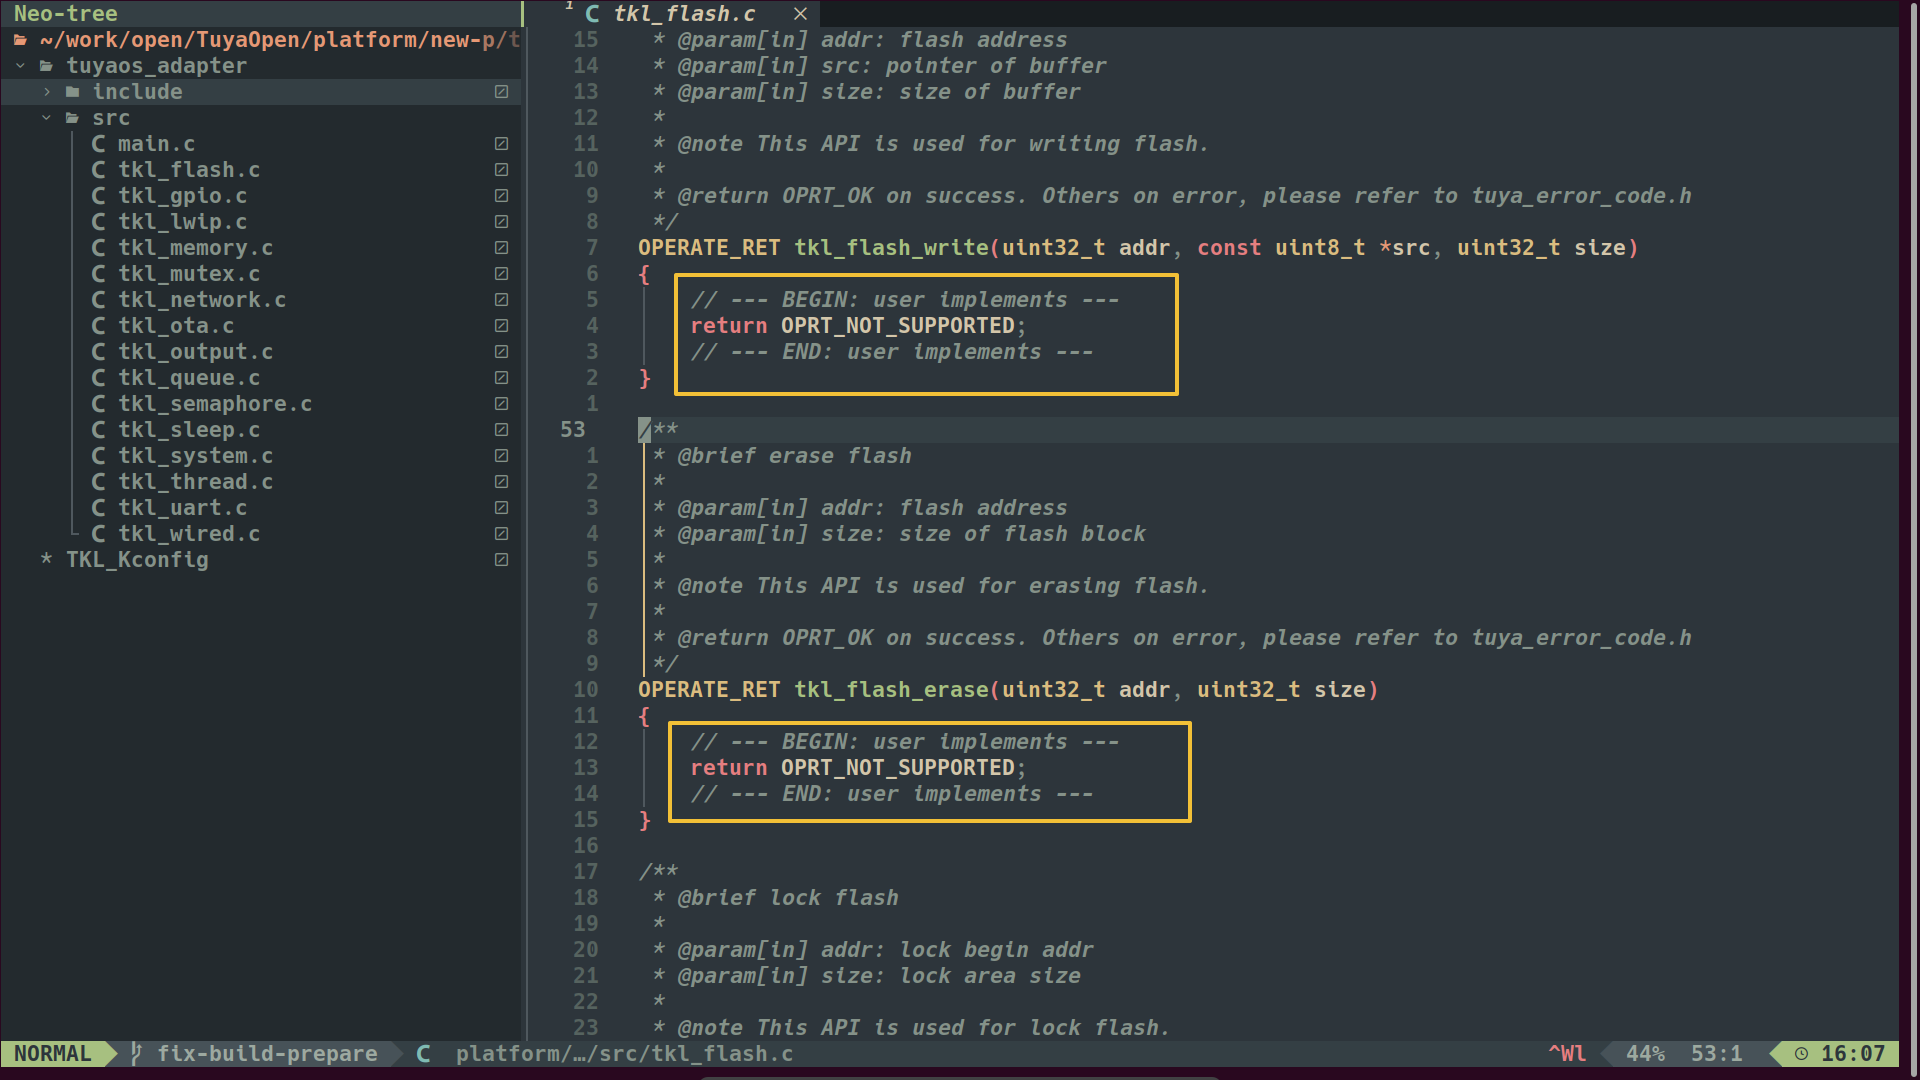 Neo-tree
~/work/open/TuyaOpen/platform/new-p/t
tuyaos_adapter
include
src
main.c
tkl_flash.c
tkl_gpio.c
tkl_lwip.c
tkl_memory.c
tkl_mutex.c
tkl_network.c
tkl_ota.c
tkl_output.c
tkl_queue.c
tkl_semaphore.c
tkl_sleep.c
tkl_system.c
tkl_thread.c
tkl_uart.c
tkl_wired.c
* TKL_Kconfig
1 C tkl_flash.c ×
15 * @param[in] addr: flash address
14 * @param[in] src: pointer of buffer
13 * @param[in] size: size of buffer
12 *
11 * @note This API is used for writing flash.
10 *
9 * @return OPRT_OK on success. Others on error, please refer to tuya_error_code.h
8 */
7 OPERATE_RET tkl_flash_write(uint32_t addr, const uint8_t *src, uint32_t size)
6 {
5 // --- BEGIN: user implements ---
4 return OPRT_NOT_SUPPORTED;
3 // --- END: user implements ---
2 }
1
53 /**
1 * @brief erase flash
2 *
3 * @param[in] addr: flash address
4 * @param[in] size: size of flash block
5 *
6 * @note This API is used for erasing flash.
7 *
8 * @return OPRT_OK on success. Others on error, please refer to tuya_error_code.h
9 */
10 OPERATE_RET tkl_flash_erase(uint32_t addr, uint32_t size)
11 {
12 // --- BEGIN: user implements ---
13 return OPRT_NOT_SUPPORTED;
14 // --- END: user implements ---
15 }
16
17 /**
18 * @brief lock flash
19 *
20 * @param[in] addr: lock begin addr
21 * @param[in] size: lock area size
22 *
23 * @note This API is used for lock flash.
NORMAL fix-build-prepare C platform/…/src/tkl_flash.c ^Wl 44% 53:1 16:07